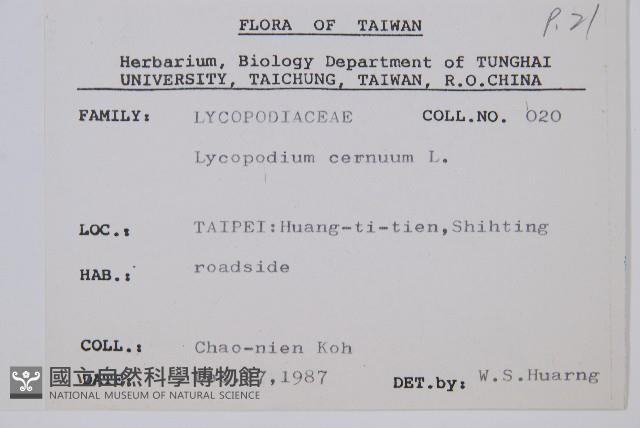 P.21
FLORA OF TAIWAN
Herbarium, Biology Department of TUNGHAI
UNIVERSITY, TAICHUNG, TAIWAN, R.O.CHINA
FAMILY: LYCOPODIACEAE COLL.NO. 020
Lycopodium cernuum L.
LOC.: TAIPEI:Huang-ti-tien,Shihting
HAB.: roadside
COLL.: Chao-nien Koh
DATE: 7,1987 DET.by: W.S.Huarng
國立自然科學博物館
NATIONAL MUSEUM OF NATURAL SCIENCE